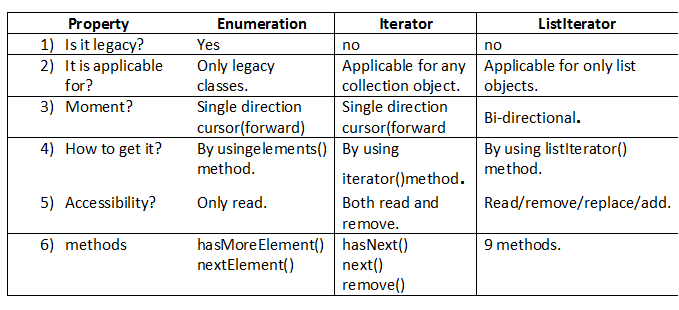 Property Enumeration Iterator ListIterator
1) Is it legacy? Yes no no
2) It is applicable Only legacy Applicable for any Applicable for only list
for? classes. collection object. objects.
3) Moment? Single direction Single direction Bi-directional.
cursor(forward) cursor(forward
4) How to get it? By usingelements() By using By using listIterator()
method. iterator()method. method.
5) Accessibility? Only read. Both read and Read/remove/replace/add.
remove.
6) methods hasMoreElement() hasNext() 9 methods.
nextElement() next()
remove()